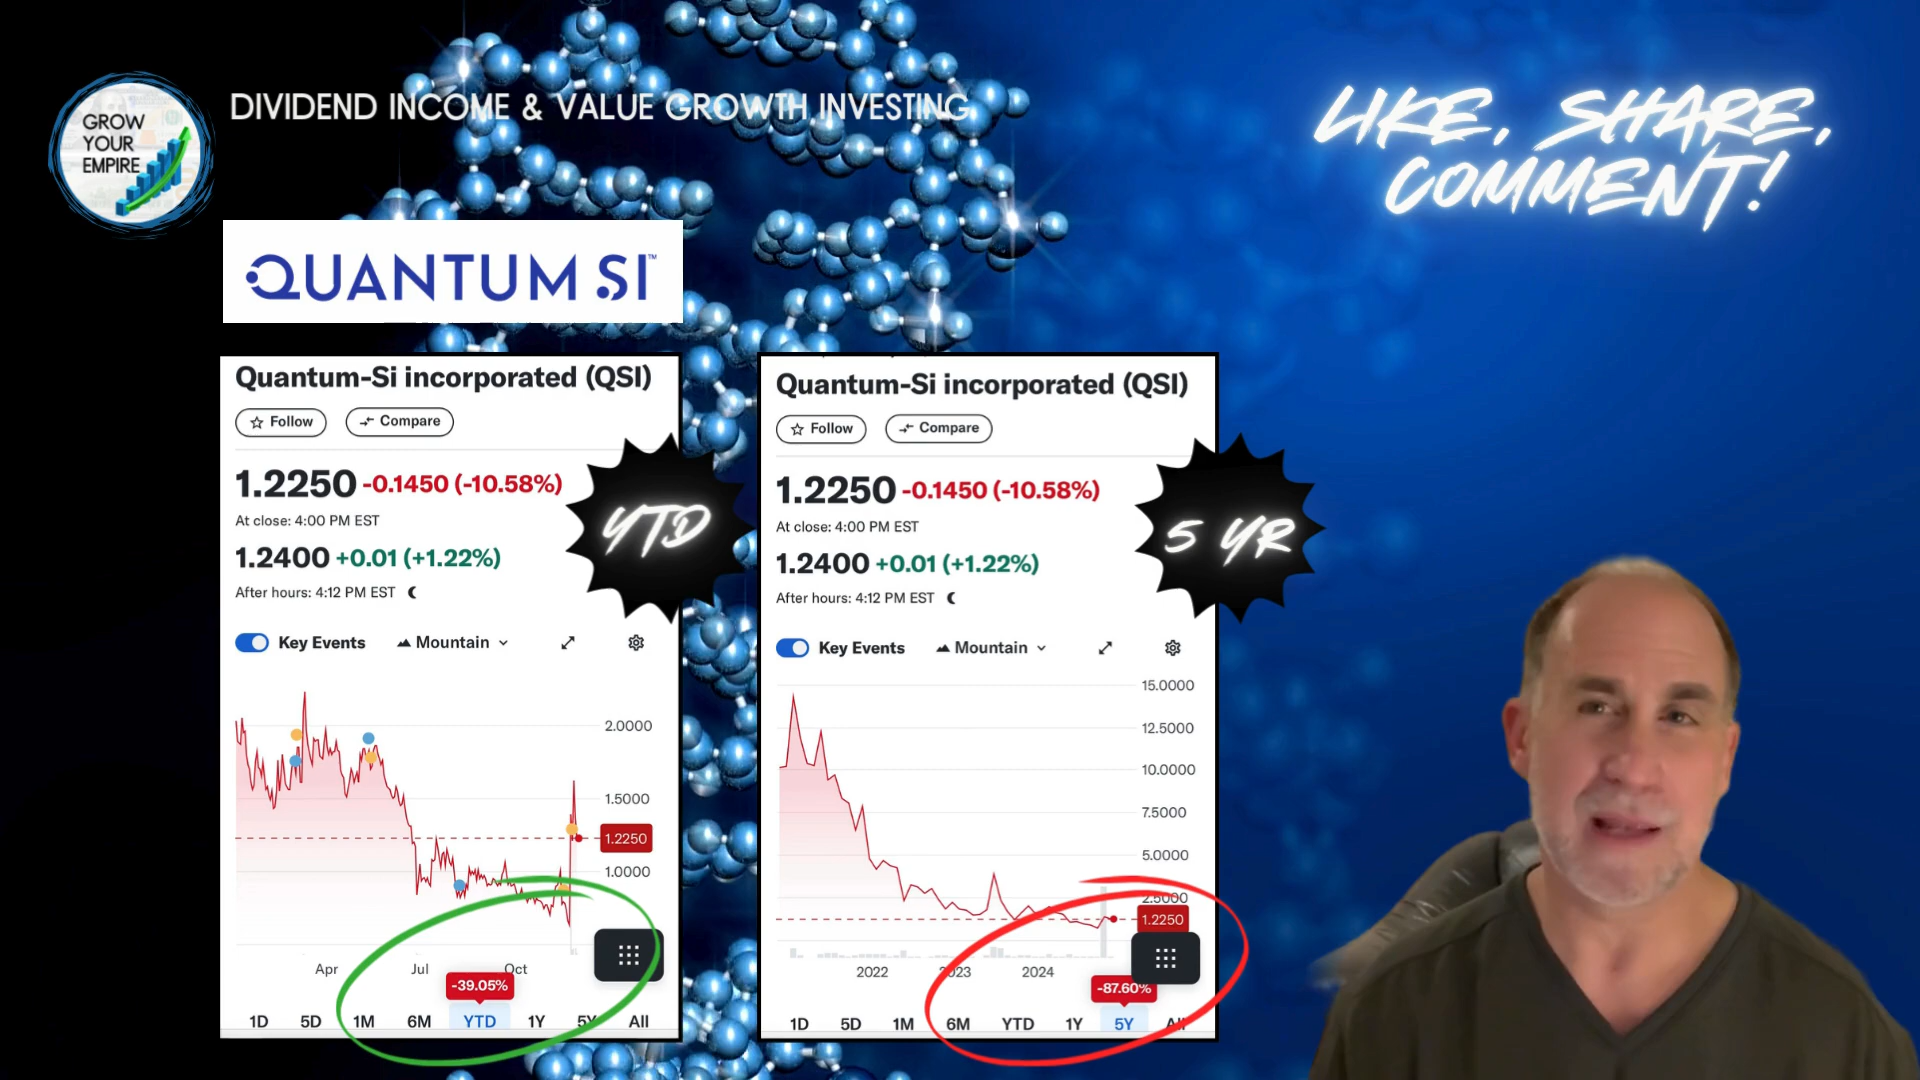 GROW
YOUR
EMPIRE
DIVIDEND INCOME & VALUE GROWTH INVESTING
LIKE, SHARE,
COMMENT!
QUANTUM SI™
Quantum-Si incorporated (QSI)
Follow
Compare
1.2250 -0.1450 (-10.58%)
At close: 4:00 PM EST
1.2400 +0.01 (+1.22%)
After hours: 4:12 PM EST
YTD
Key Events
Mountain
2.0000
1.5000
1.2250
1.0000
Apr
Jul
Oct
-39.05%
1D
5D
1M
6M
YTD
1Y
5Y
All
Quantum-Si incorporated (QSI)
Follow
Compare
1.2250 -0.1450 (-10.58%)
At close: 4:00 PM EST
1.2400 +0.01 (+1.22%)
After hours: 4:12 PM EST
5 YR
Key Events
Mountain
15.0000
12.5000
10.0000
7.5000
5.0000
2.5000
1.2250
2022
2023
2024
-87.60%
1D
5D
1M
6M
YTD
1Y
5Y
All